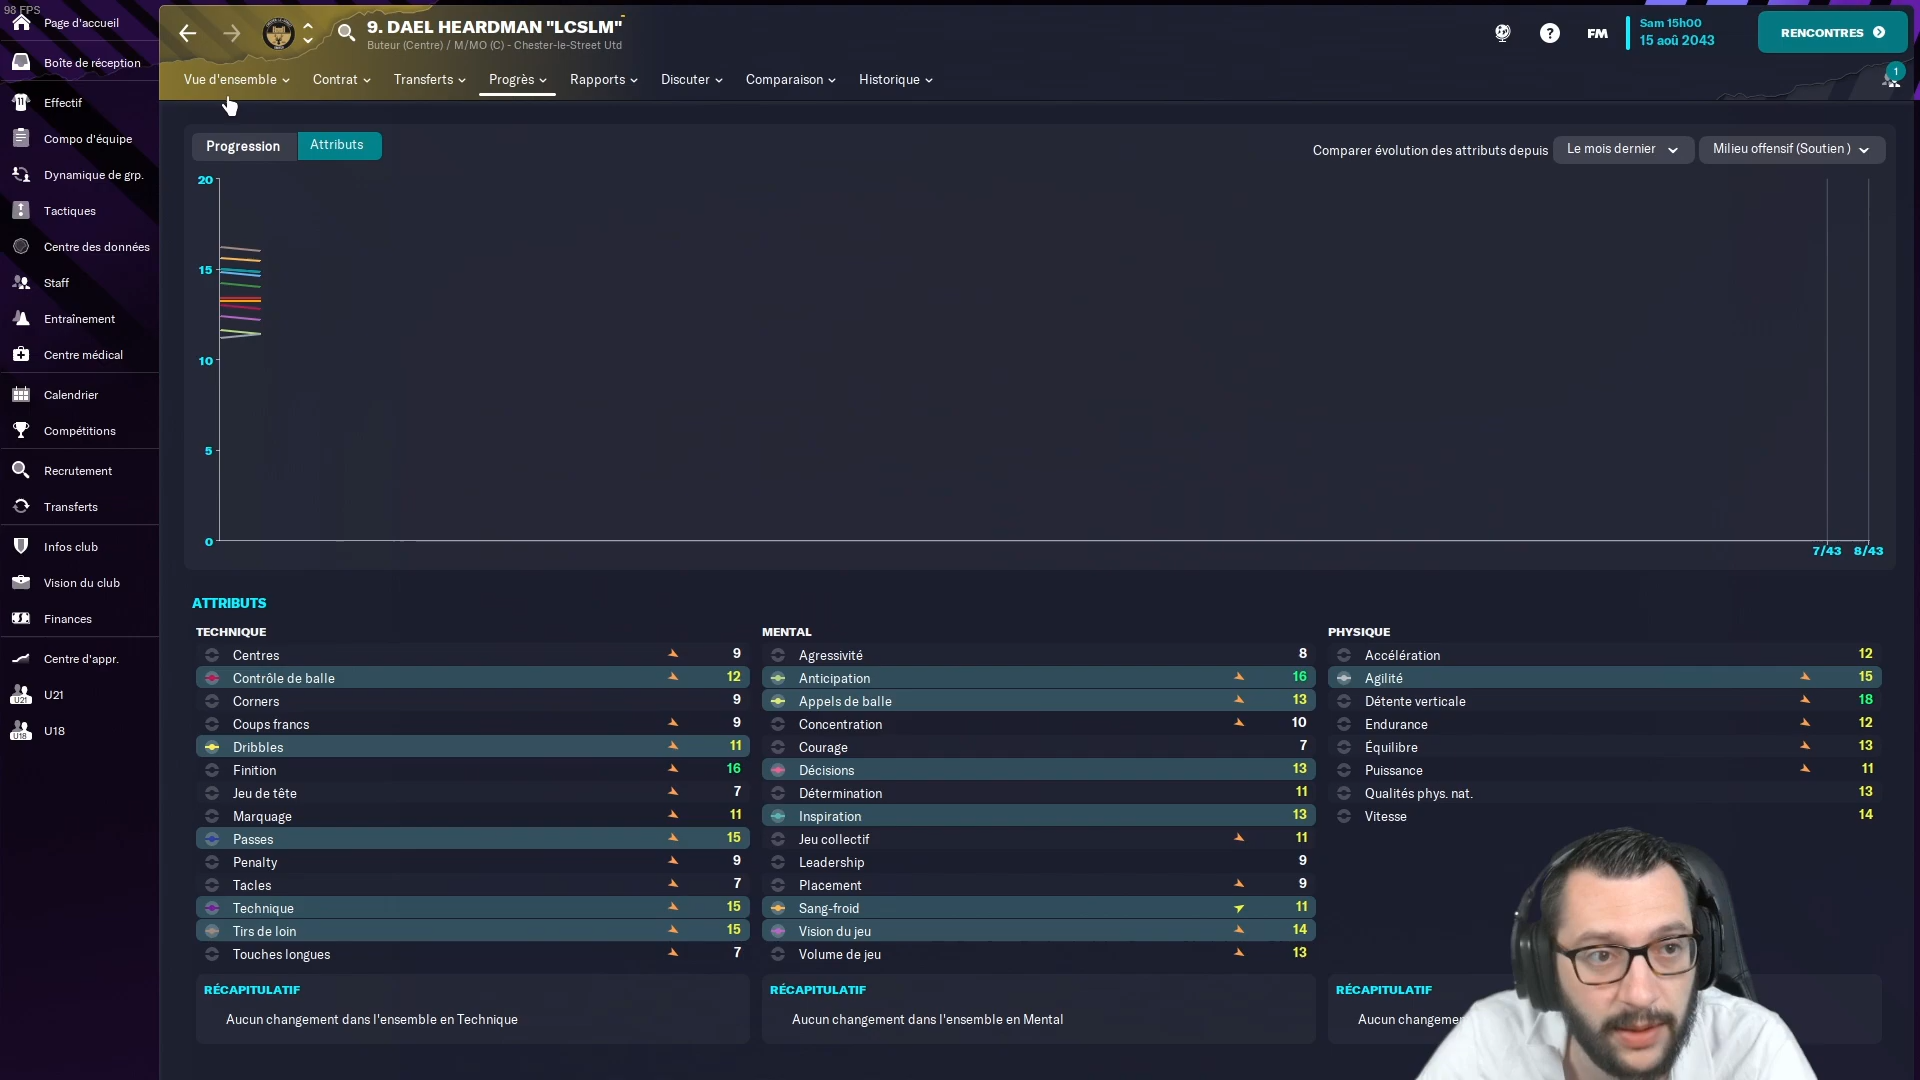 98 FPS
Page d'accueil
Boîte de réception
Effectif
Compo d'équipe
Dynamique de grp.
Tactiques
Centre des données
Staff
Entraînement
Centre médical
Calendrier
Compétitions
Recrutement
Transferts
Infos club
Vision du club
Finances
Centre d'appr.
U21
U21
U18
U18
9. DAEL HEARDMAN "LCSLM"
Buteur (Centre) / M/MO (C) - Chester-le-Street Utd
FM
Sam 15h00
15 aoû 2043
RENCONTRES
Vue d'ensemble
Contrat
Transferts
Progrès
Rapports
Discuter
Comparaison
Historique
1
Progression
Attributs
Comparer évolution des attributs depuis
Le mois dernier
Milieu offensif (Soutien )
20
15
10
5
0
7/43
8/43
ATTRIBUTS
TECHNIQUE
Centres 9
Contrôle de balle 12
Corners 9
Coups francs 9
Dribbles 11
Finition 16
Jeu de tête 7
Marquage 11
Passes 15
Penalty 9
Tacles 7
Technique 15
Tirs de loin 15
Touches longues 7
RÉCAPITULATIF
Aucun changement dans l'ensemble en Technique
MENTAL
Agressivité 8
Anticipation 16
Appels de balle 13
Concentration 10
Courage 7
Décisions 13
Détermination 11
Inspiration 13
Jeu collectif 11
Leadership 9
Placement 9
Sang-froid 11
Vision du jeu 14
Volume de jeu 13
RÉCAPITULATIF
Aucun changement dans l'ensemble en Mental
PHYSIQUE
Accélération 12
Agilité 15
Détente verticale 18
Endurance 12
Équilibre 13
Puissance 11
Qualités phys. nat. 13
Vitesse 14
RÉCAPITULATIF
Aucun changemen